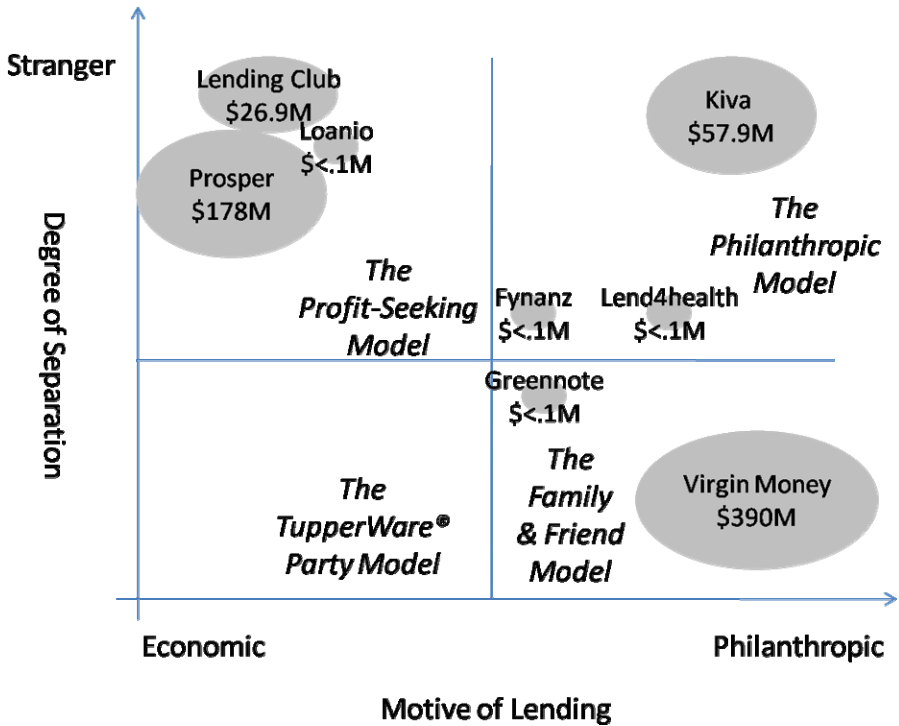 Stranger
Degree of Separation
Lending Club
$26.9M
Loanio
$<.1M
Prosper
$178M
The
Profit-Seeking
Model
Kiva
$57.9M
The
Philanthropic
Model
Fynanz
$<.1M
Lend4health
$<.1M
Greennote
$<.1M
The
TupperWare®
Party Model
The
Family
& Friend
Model
Virgin Money
$390M
Economic
Philanthropic
Motive of Lending